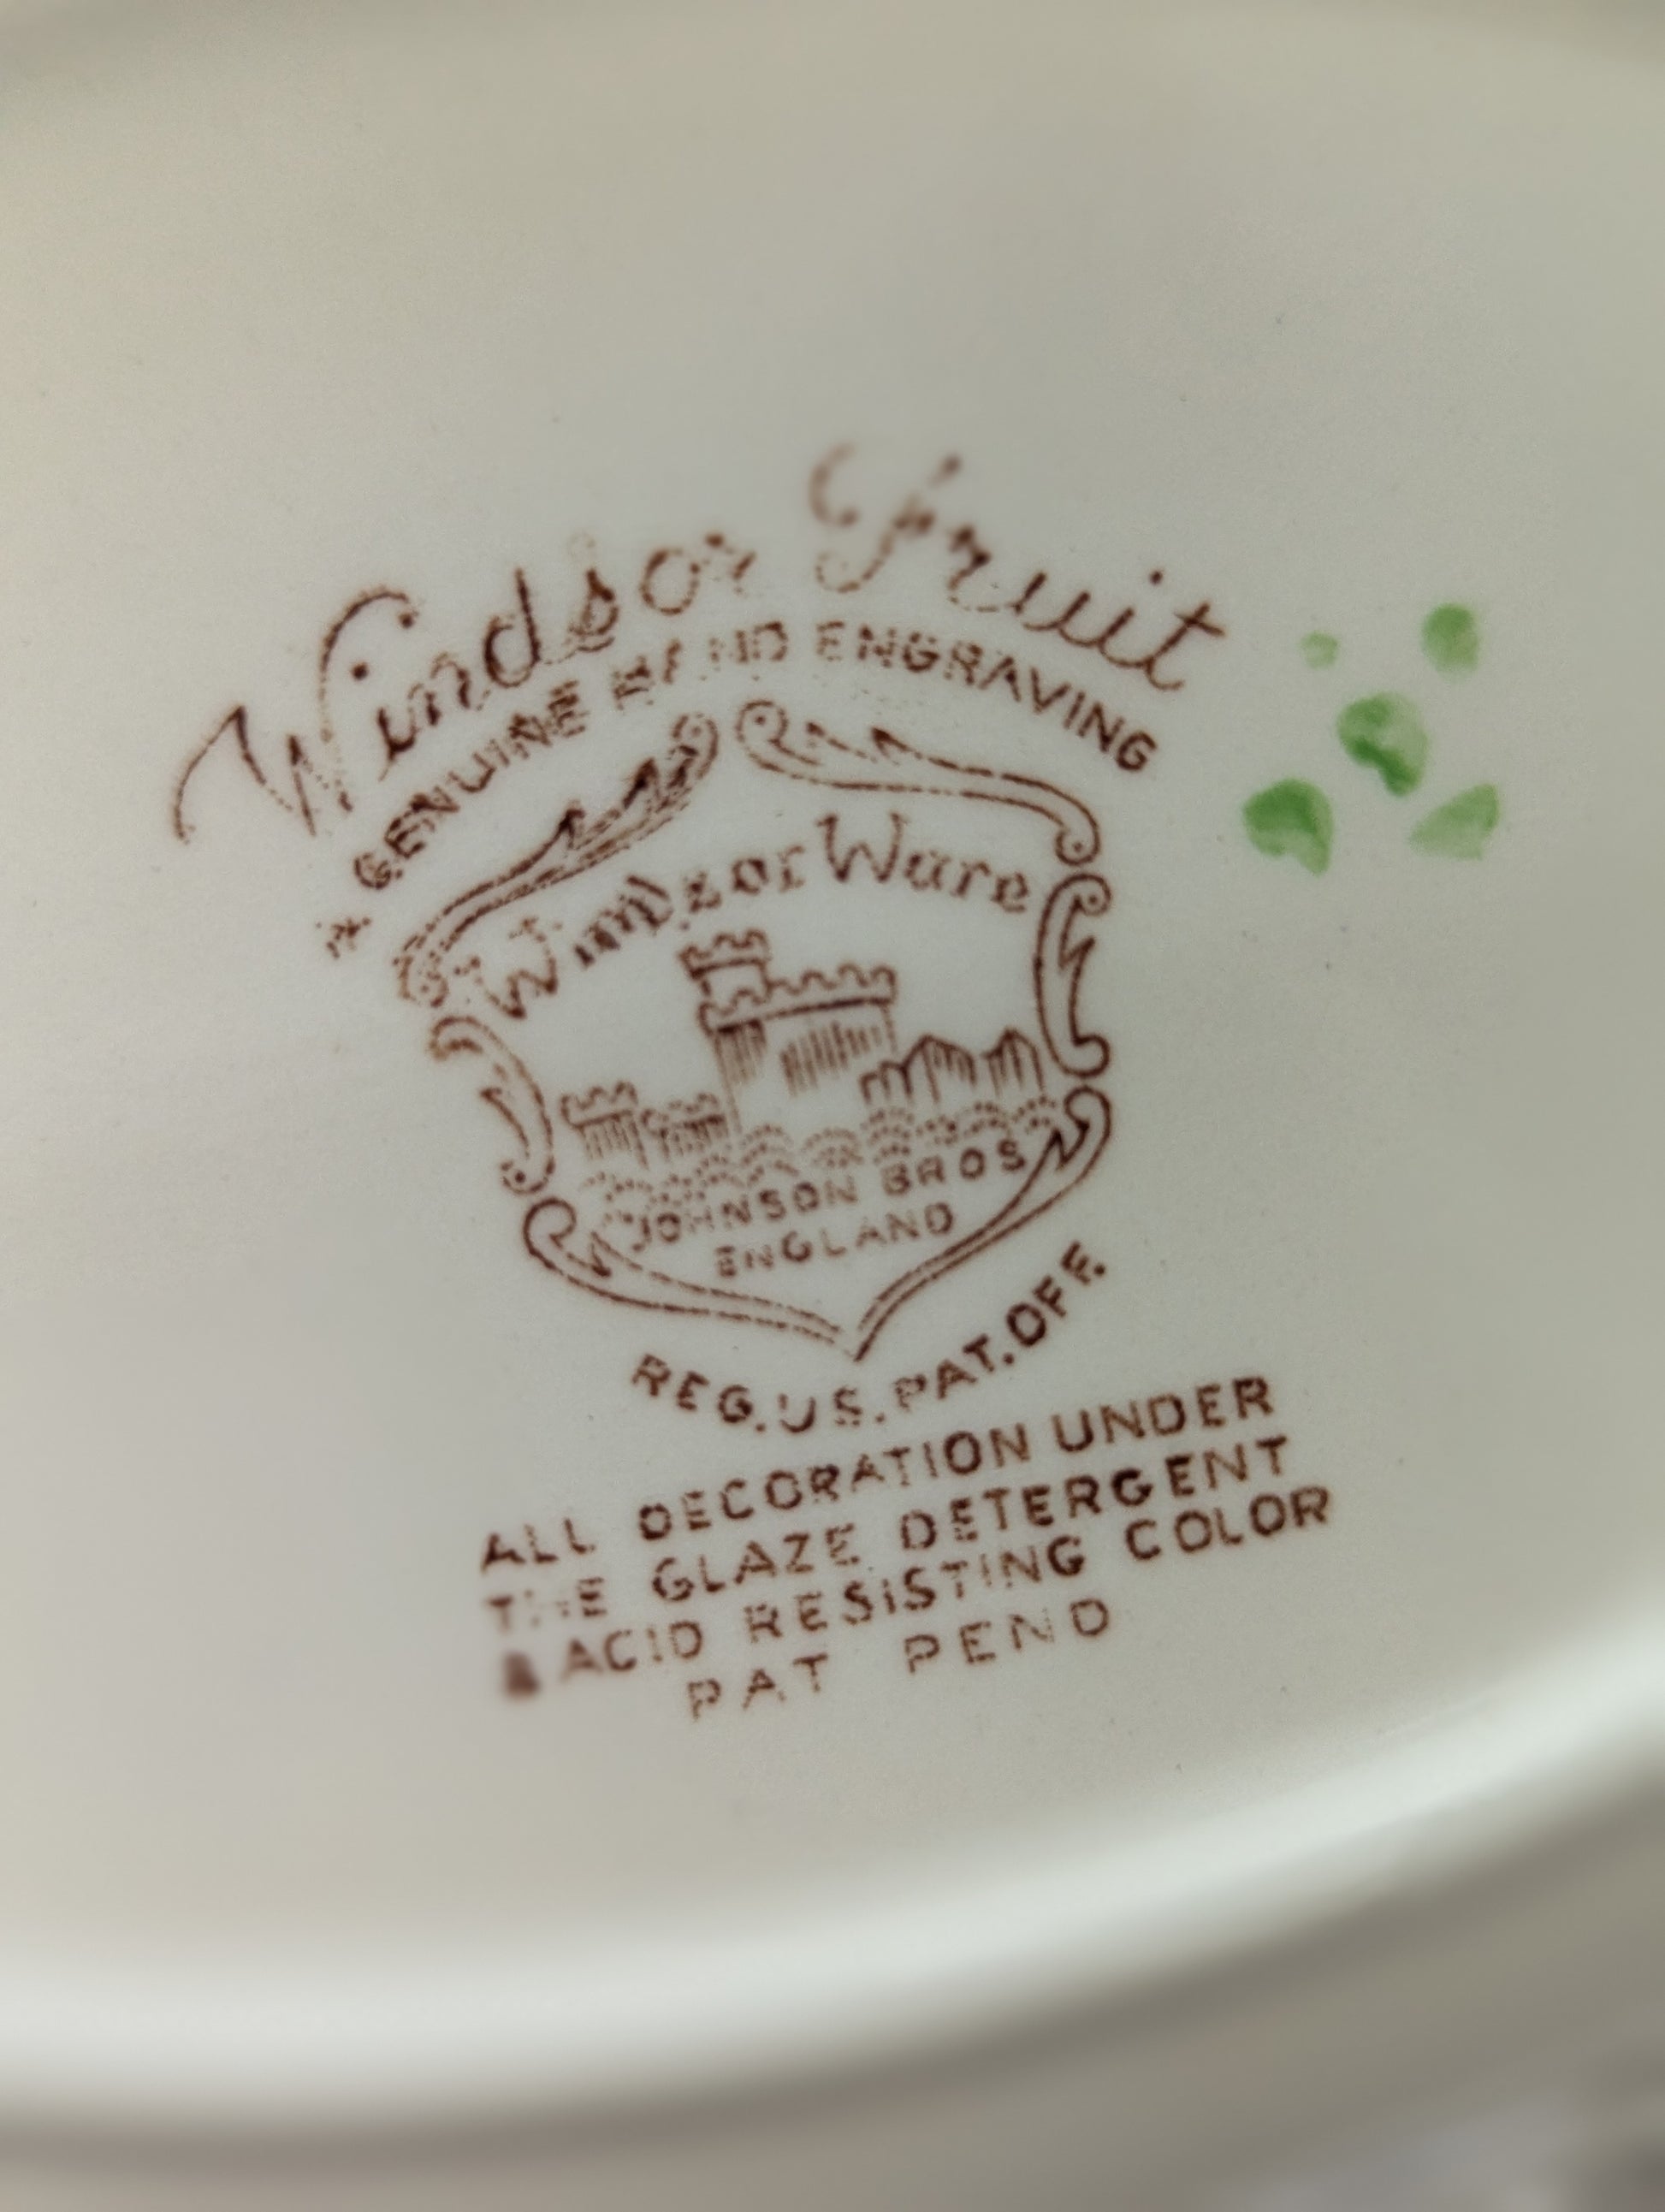 Windsor Fruit
A GENUINE HAND ENGRAVING
Windsor Ware
JOHNSON BROS
ENGLAND
REG. U.S. PAT. OFF.
ALL DECORATION UNDER
THE GLAZE DETERGENT
& ACID RESISTING COLOR
PAT PEND